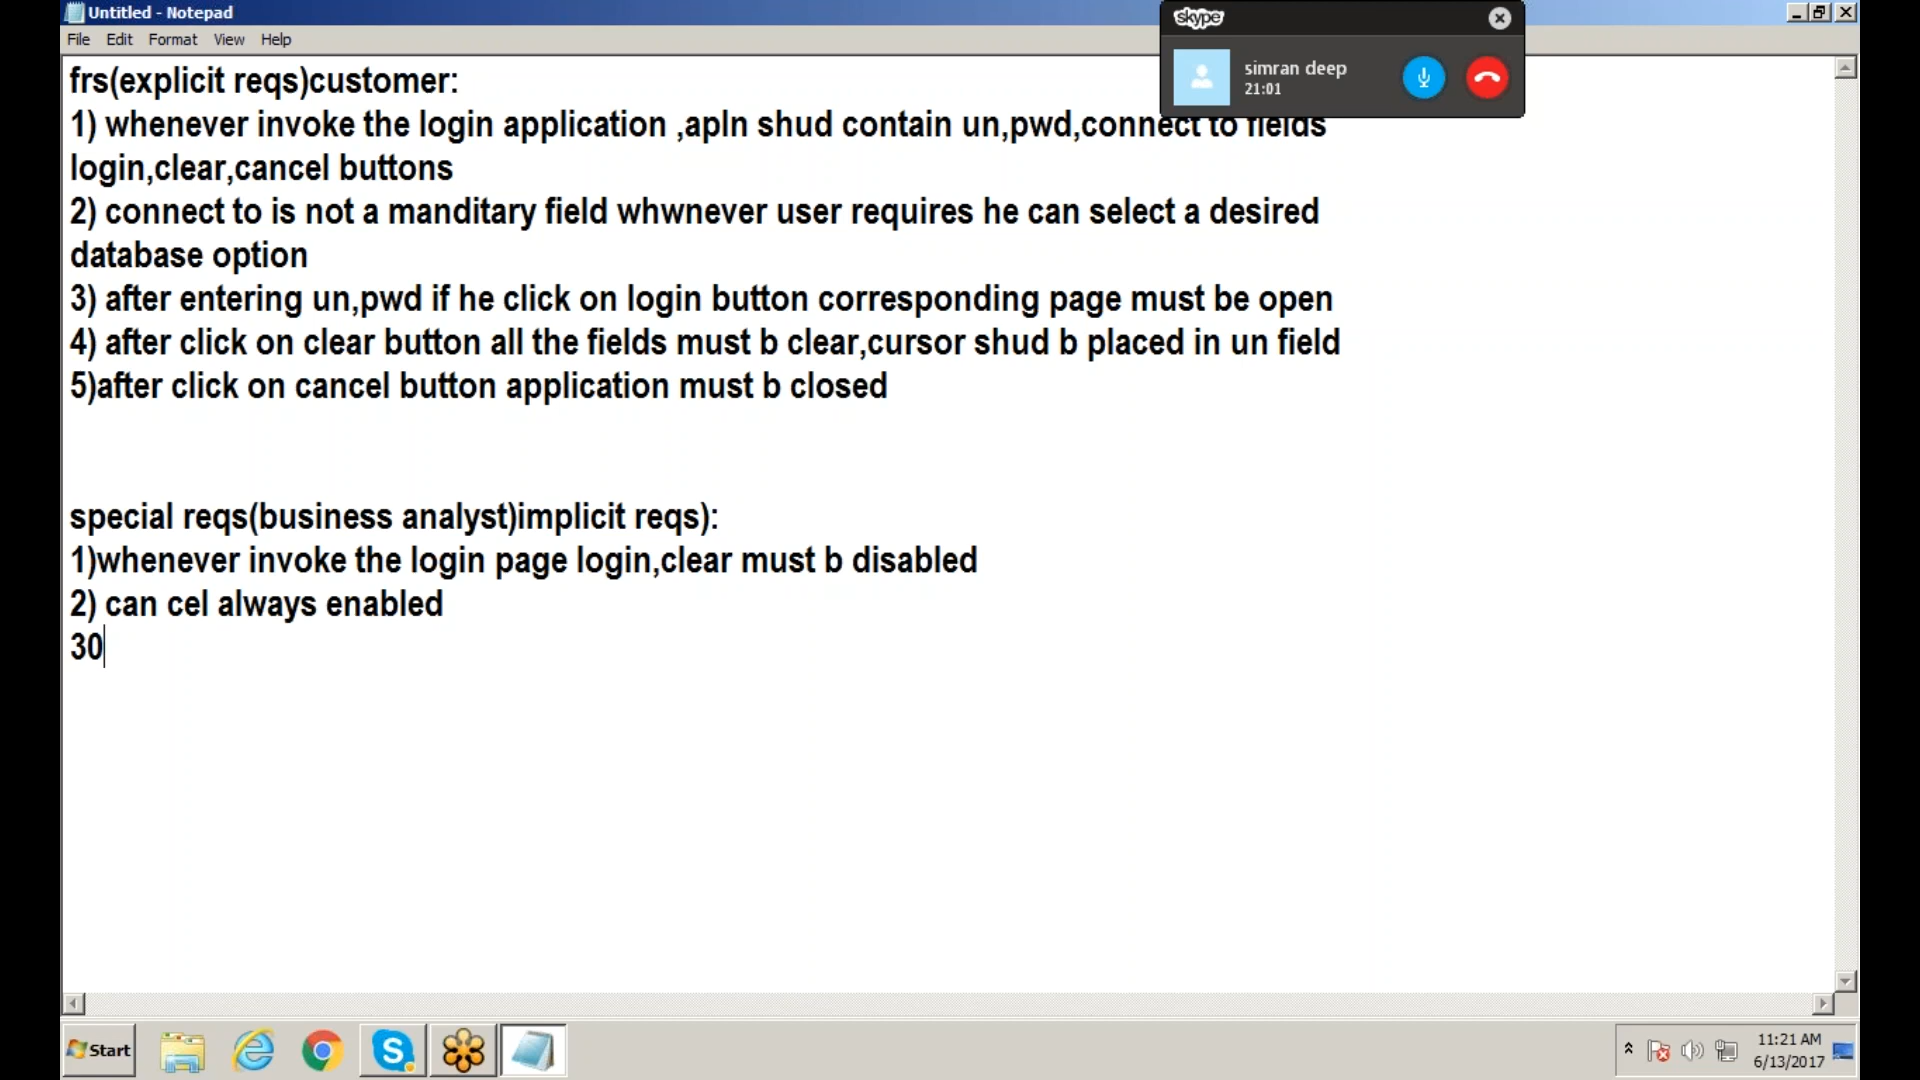 Untitled - Notepad
File Edit Format View Help
skype
simran deep
21:01
frs(explicit reqs)customer:
1) whenever invoke the login application ,apln shud contain un,pwd,connect to fields
login,clear,cancel buttons
2) connect to is not a manditary field whwnever user requires he can select a desired
database option
3) after entering un,pwd if he click on login button corresponding page must be open
4) after click on clear button all the fields must b clear,cursor shud b placed in un field
5)after click on cancel button application must b closed
special reqs(business analyst)implicit reqs):
1)whenever invoke the login page login,clear must b disabled
2) can cel always enabled
30
Start
11:21 AM
6/13/2017